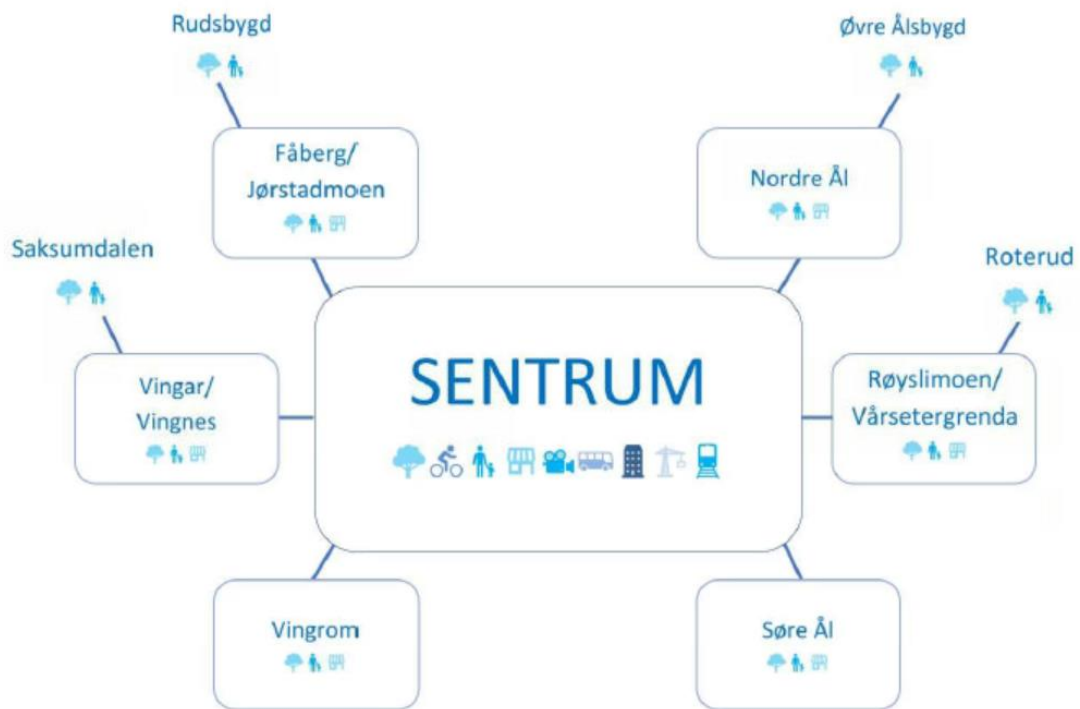 Rudsbygd
Øvre Ålsbygd
Fåberg/
Jørstadmoen
Nordre Ål
Saksumdalen
Roterud
SENTRUM
Vingar/
Vingnes
Røyslimoen/
Vårsetergrenda
Vingrom
Søre Ål